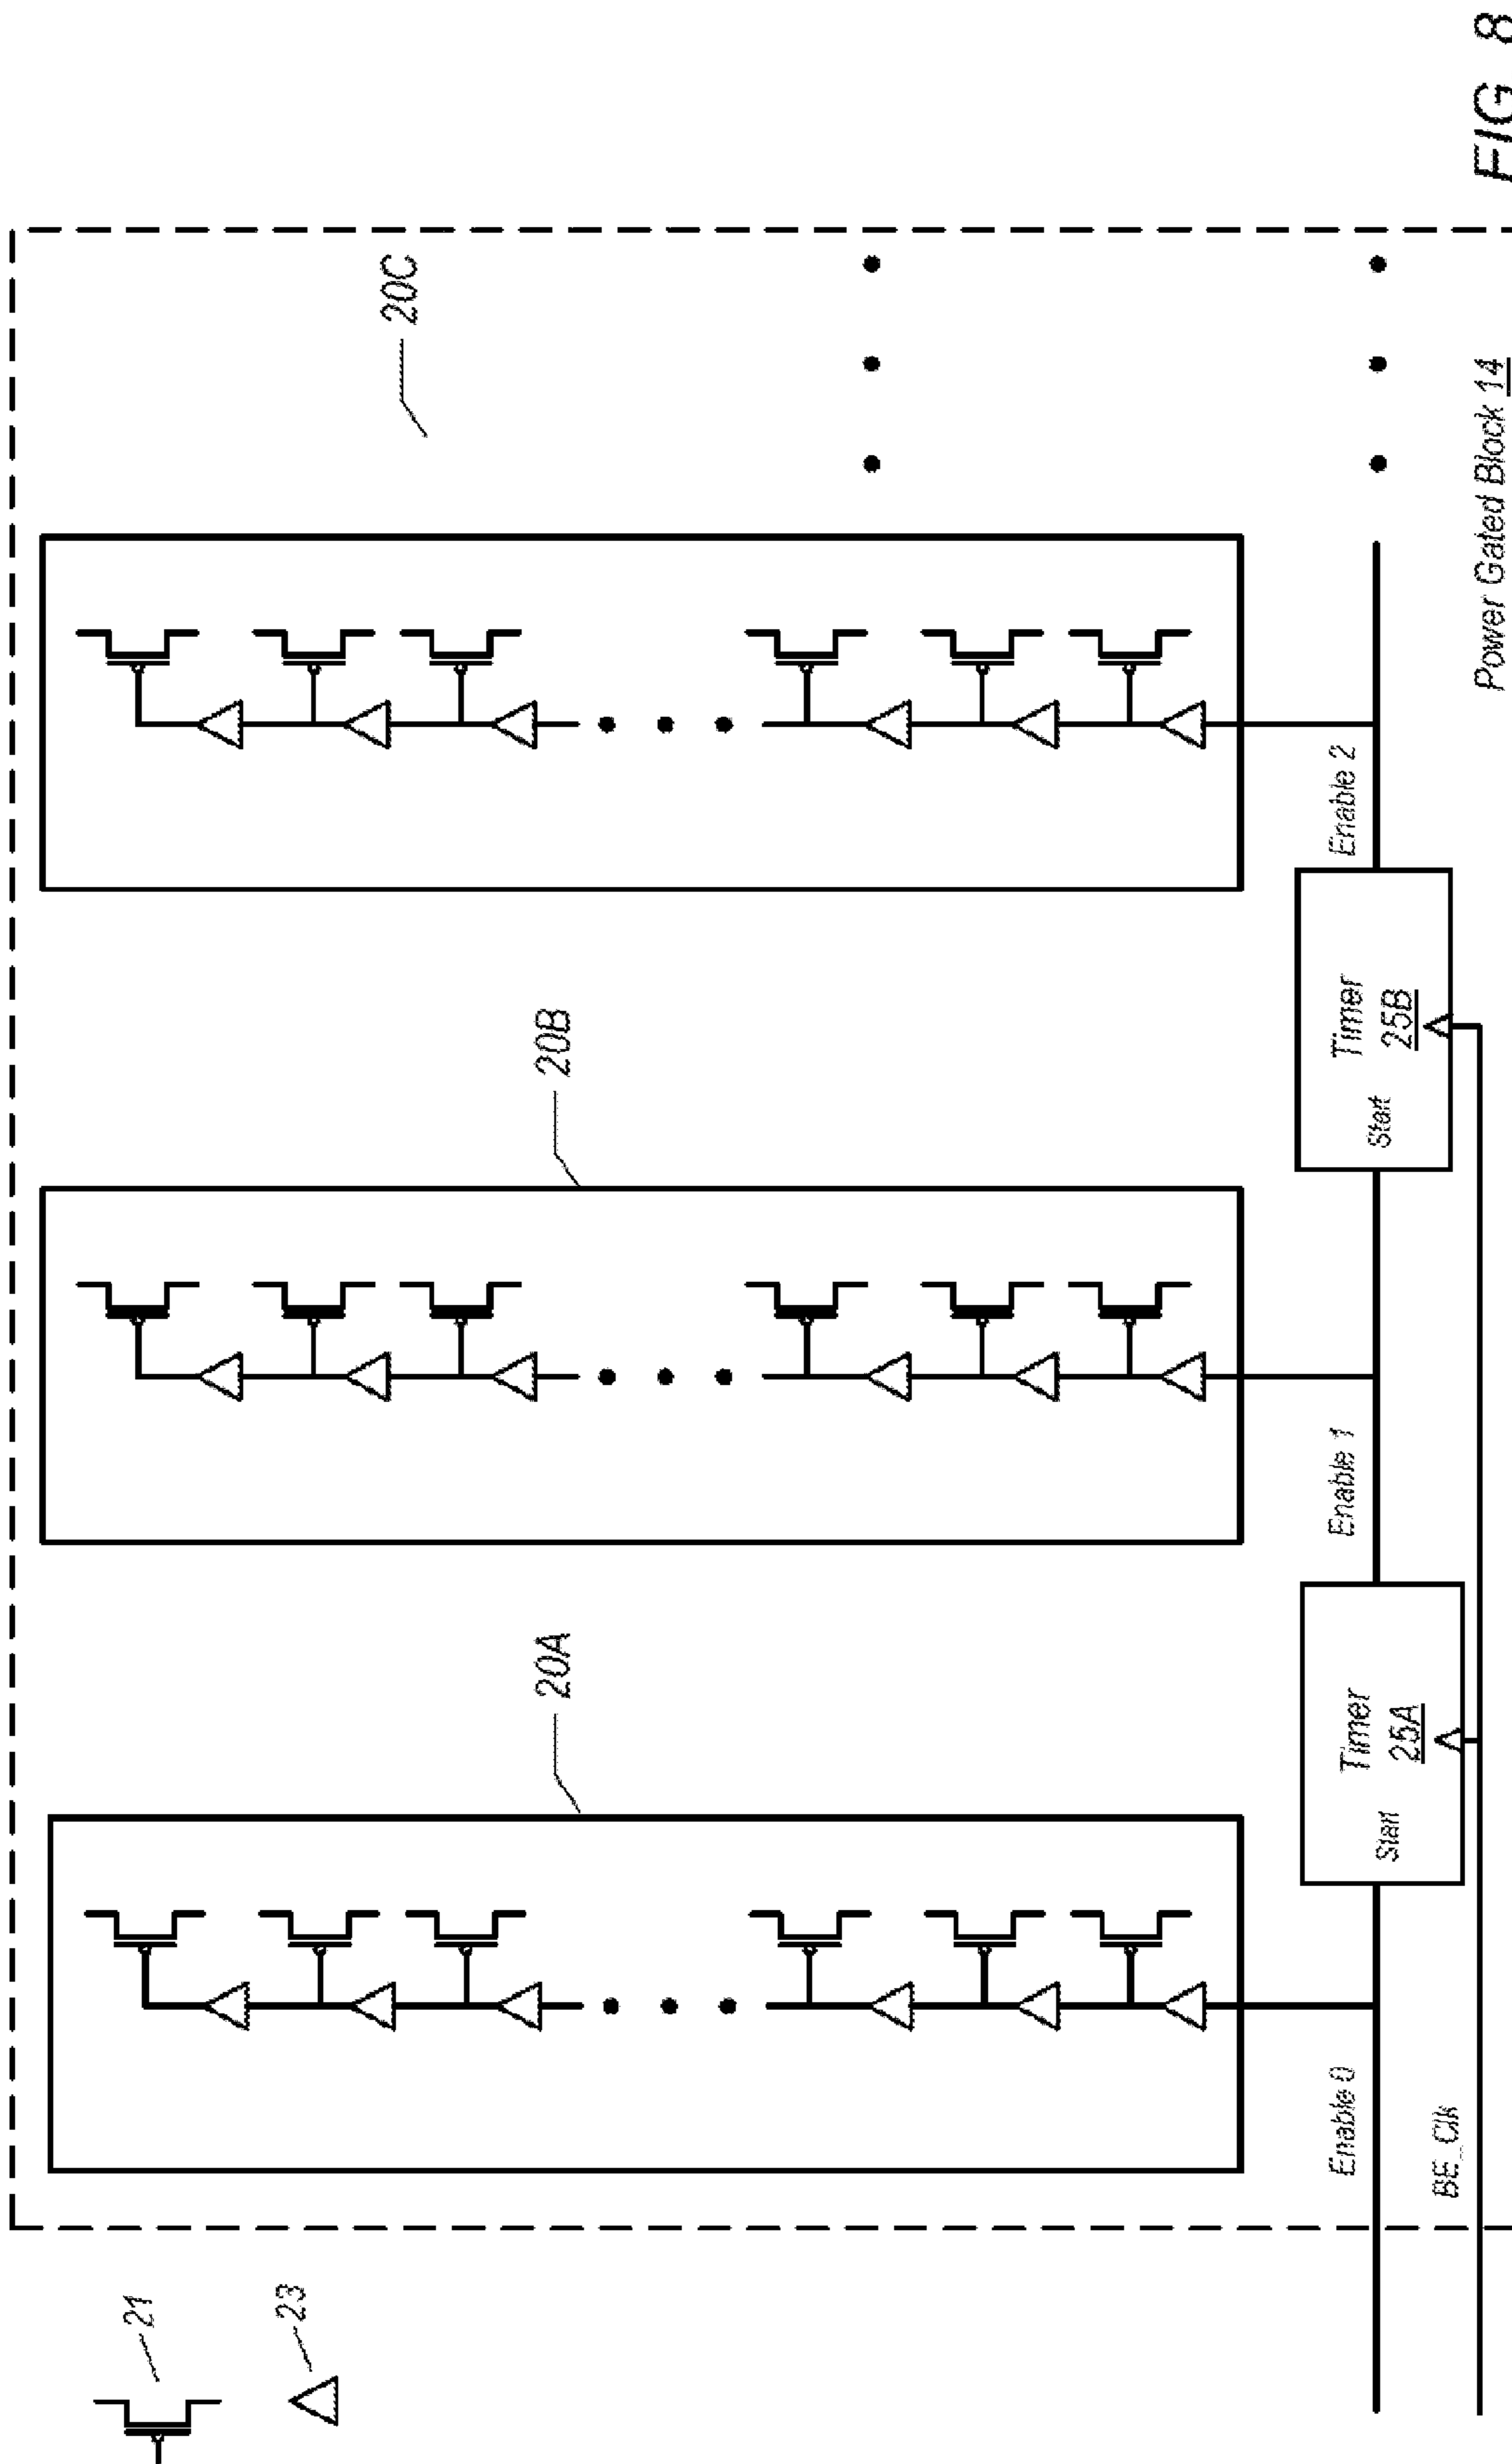 21
23
20A
20B
20C
Enable 0
Enable 1
Enable 2
BE_Clk
Start
Timer
25A
Start
Timer
25B
Power Gated Block 14
FIG 8